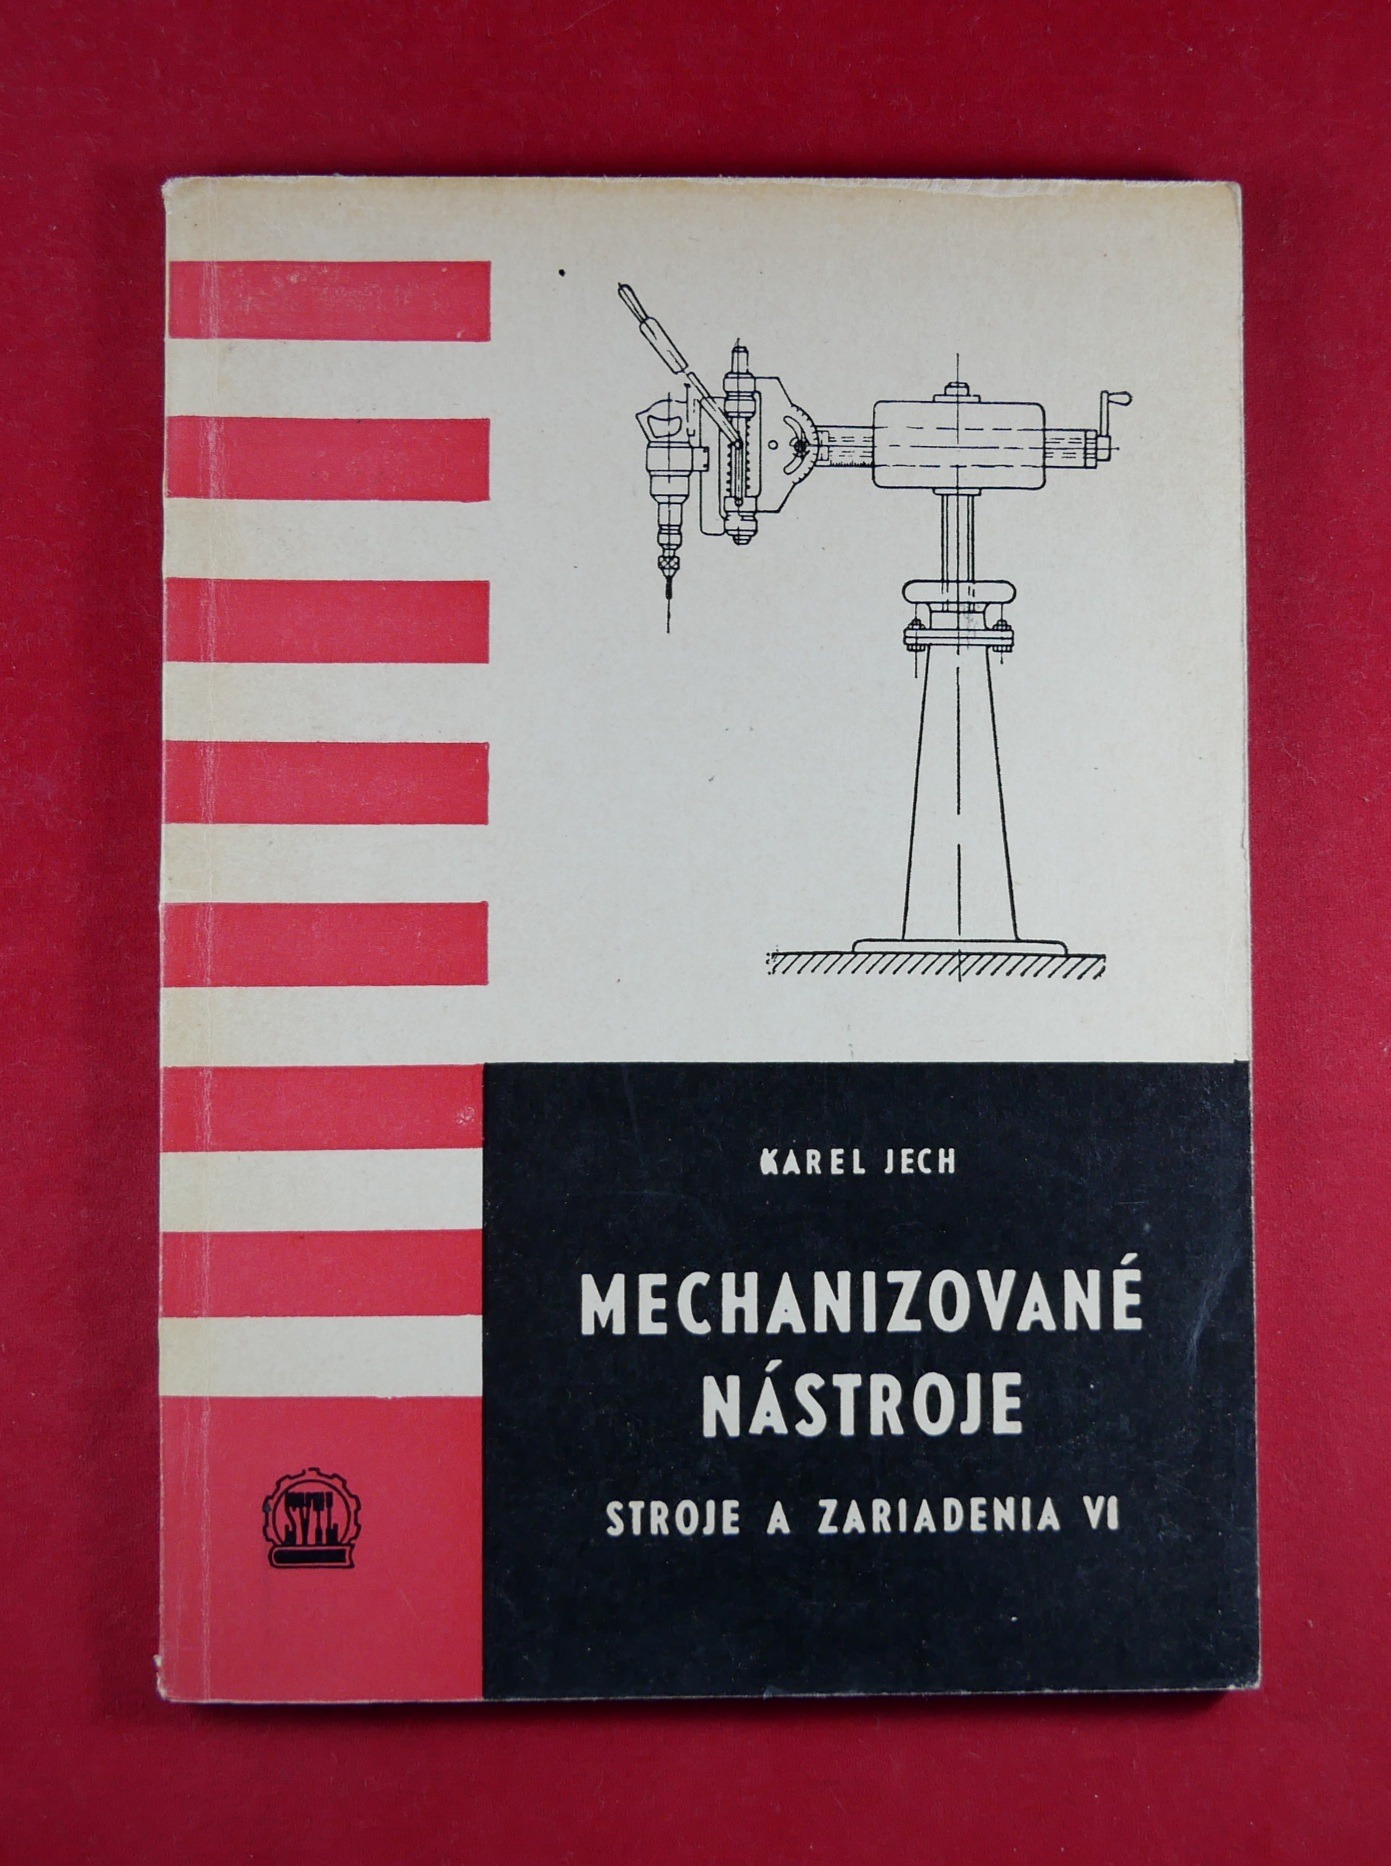 KAREL JECH
MECHANIZOVANÉ
NÁSTROJE
STROJE A ZARIADENIA VI
SVTL